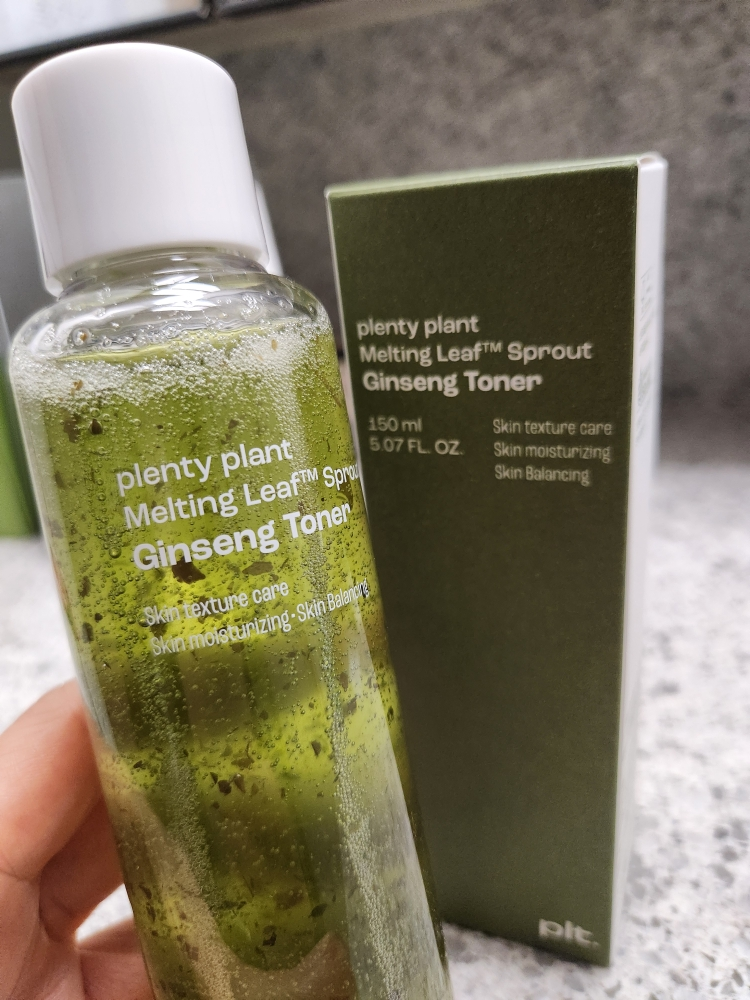 plenty plant
Melting Leaf™ Sprou
Ginseng Toner
Skin texture care
Skin moisturizing·Skin Balancing
plenty plant
Melting Leaf™ Sprout
Ginseng Toner
150 ml
5.07 FL. OZ.
Skin texture care
Skin moisturizing
Skin Balancing
plt.